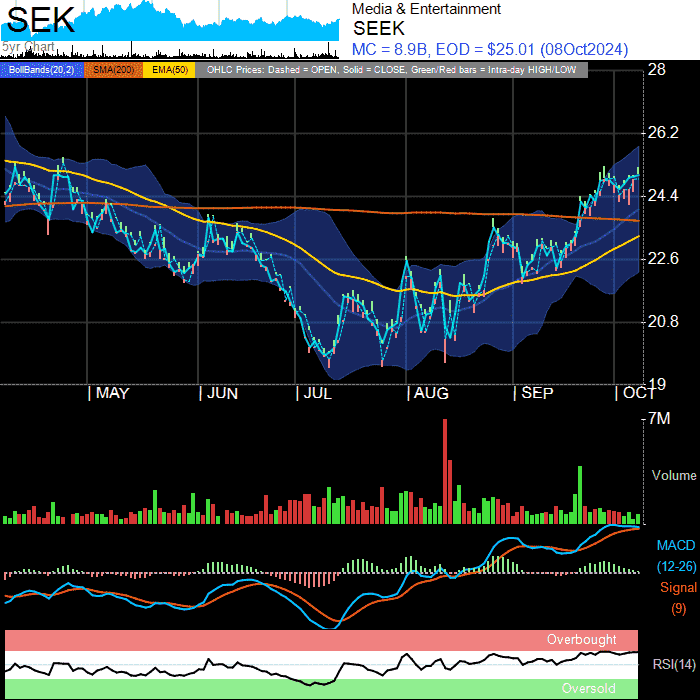 SEK
5yr Chart
Media & Entertainment
SEEK
MC = 8.9B, EOD = $25.01 (08Oct2024)
BollBands(20,2) SMA(200) EMA(50) OHLC Prices: Dashed = OPEN, Solid = CLOSE, Green/Red bars = Intra-day HIGH/LOW
28
26.2
24.4
22.6
20.8
19
| MAY | JUN | JUL | AUG | SEP | OCT
7M
Volume
MACD
(12-26)
Signal
(9)
Overbought
RSI(14)
Oversold